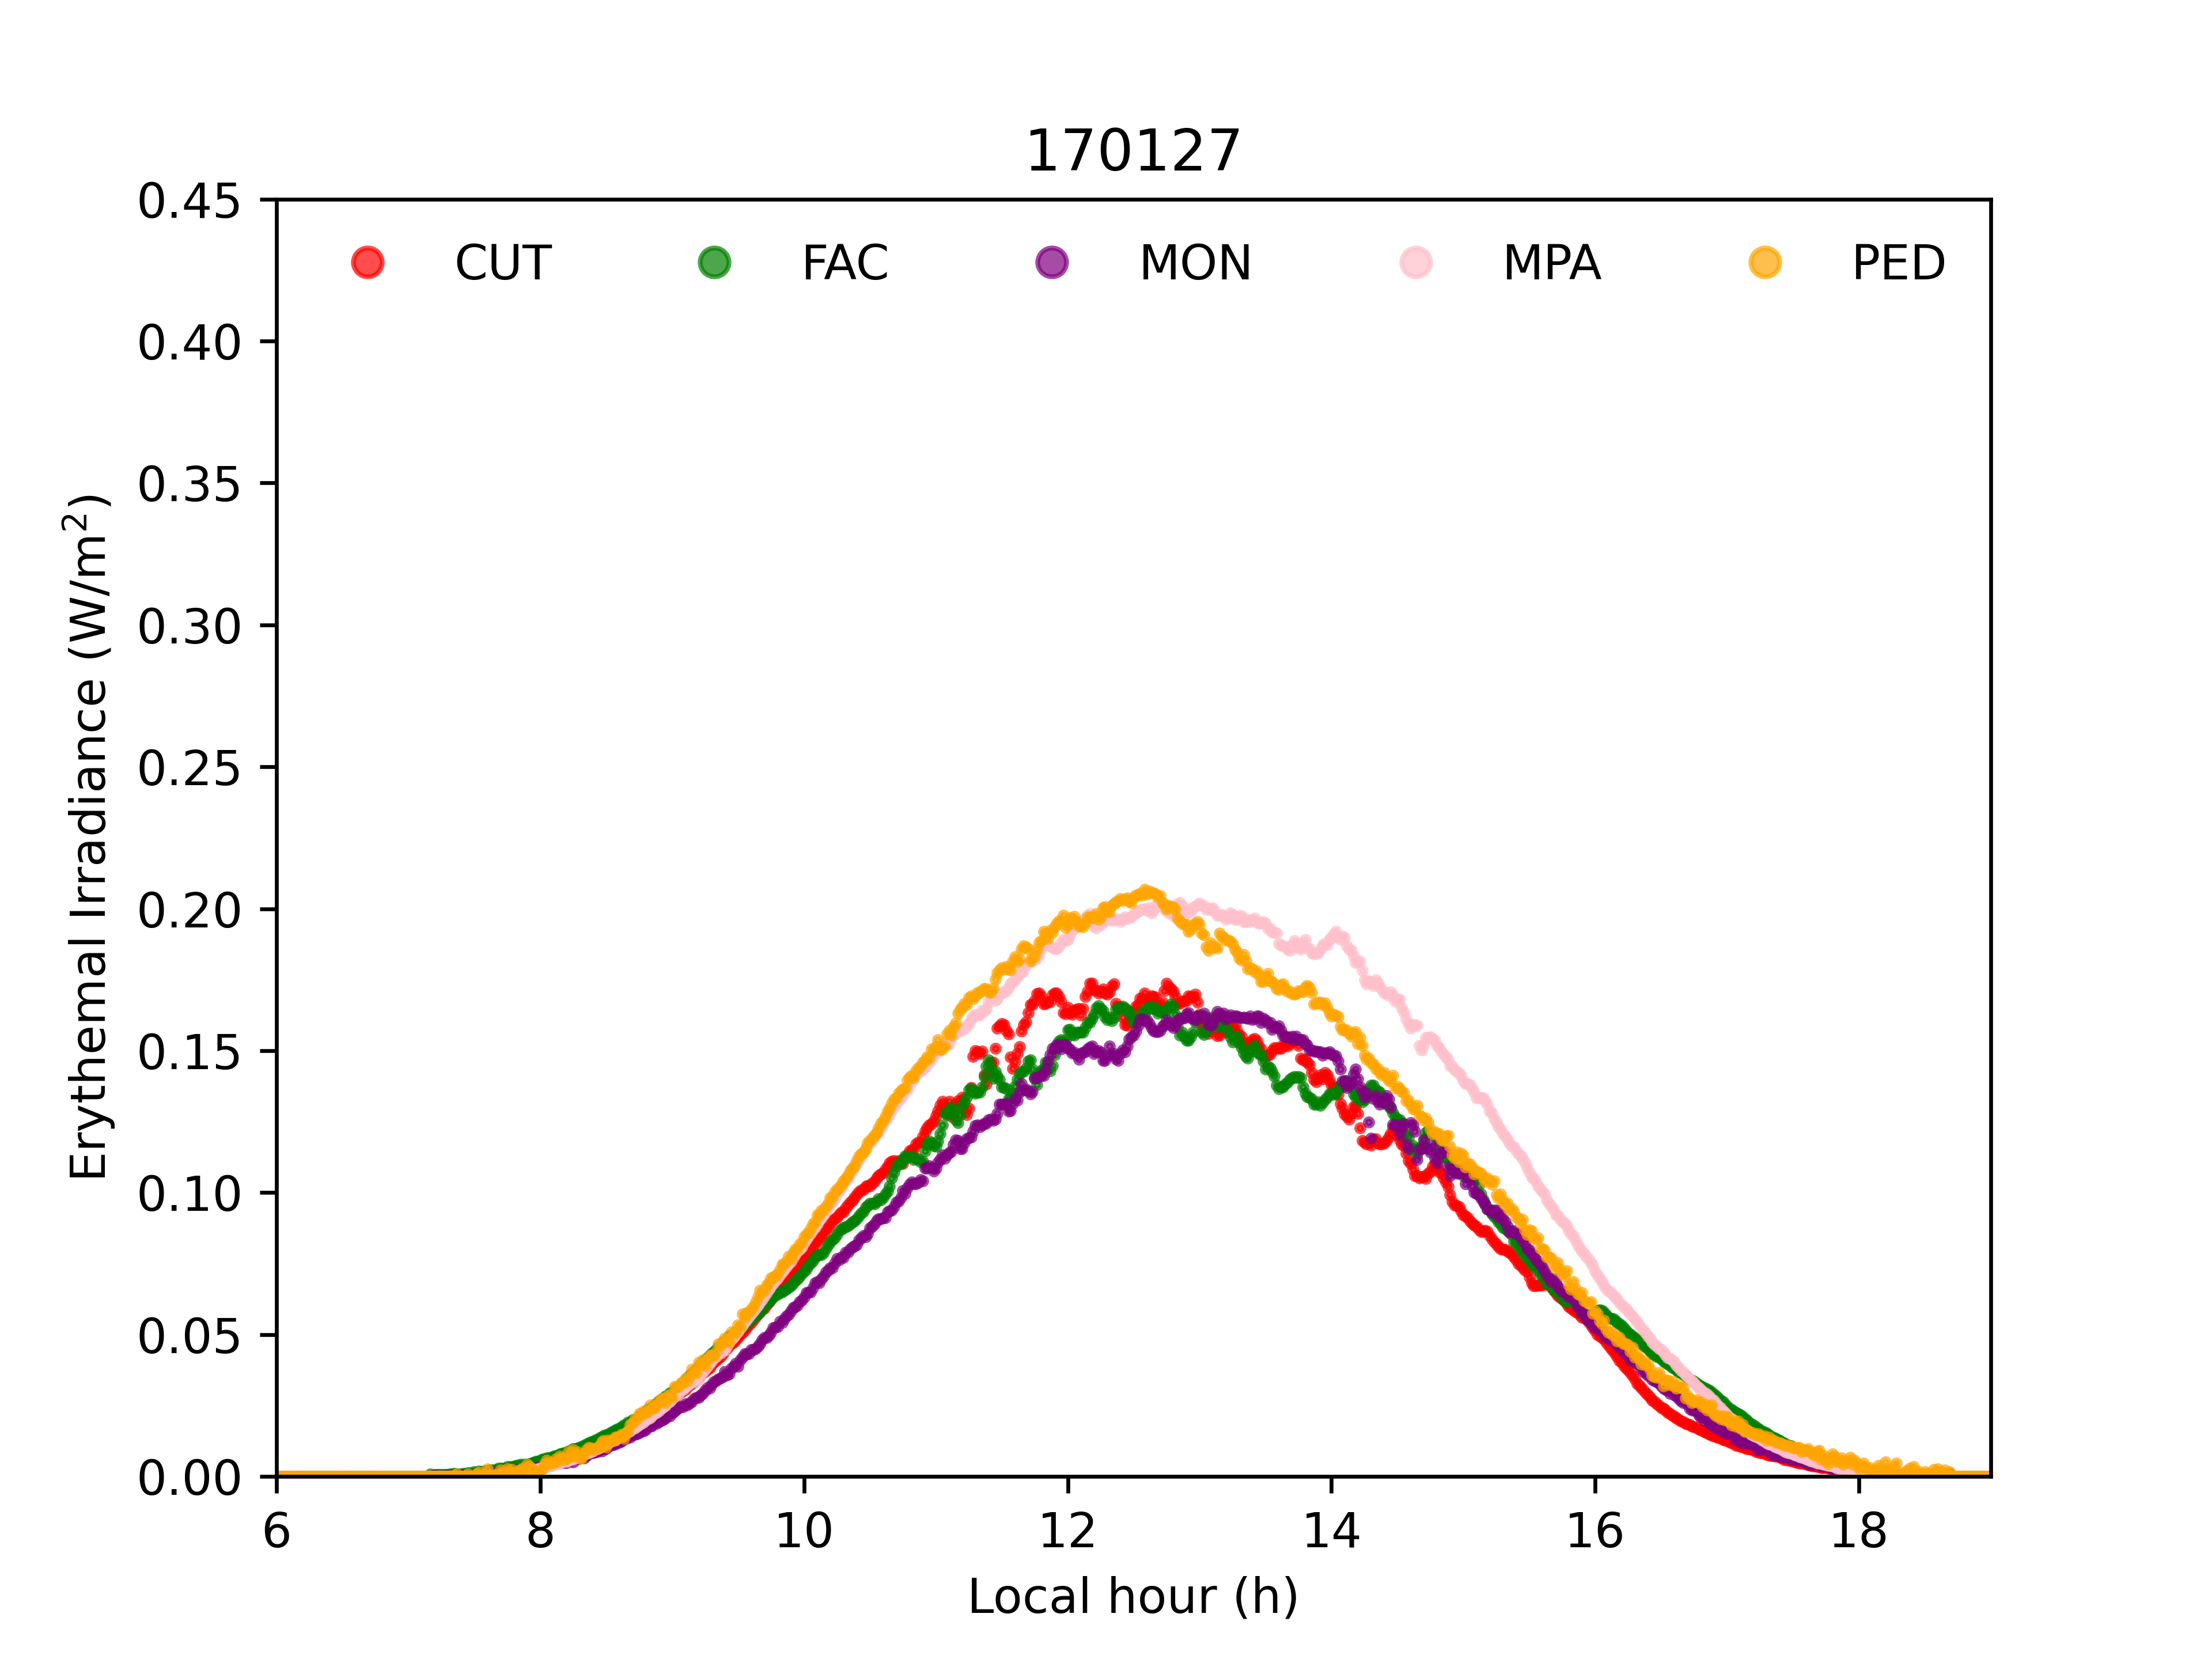 170127
0.45
CUT FAC MON MPA PED
0.40
0.35
0.30
0.25
0.20
0.15
0.10
0.05
0.00
Erythemal Irradiance (W/m²)
6 8 10 12 14 16 18
Local hour (h)